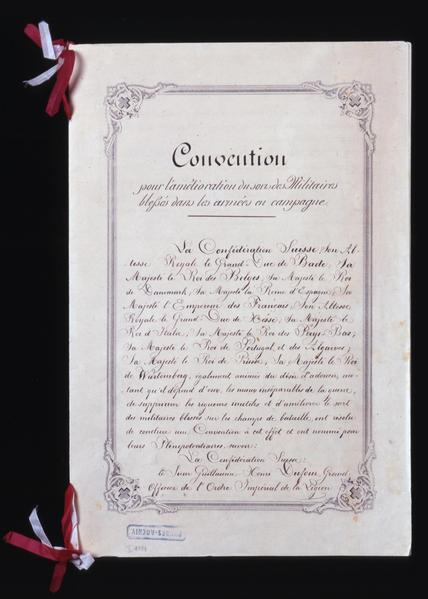 Convention
pour l'amélioration du sort des Militaires
blessés dans les armées en campagne.
La Confédération Suisse; Son Al-
tesse Royale le Grand-Duc de Bade; Sa
Majesté le Roi des Belges; Sa Majesté le Roi
de Danemark; Sa Majesté la Reine d'Espagne; Sa
Majesté l'Empereur des Français; Son Altesse
Royale le Grand Duc de Hesse; Sa Majesté le
Roi d'Italie; Sa Majesté le Roi des Pays-Bas;
Sa Majesté le Roi de Portugal et des Algarves;
Sa Majesté le Roi de Prusse; Sa Majesté le Roi
de Würtemberg, également animés du désir d'adoucir, au-
tant qu'il dépend d'eux, les maux inséparables de la guerre,
de supprimer les rigueurs inutiles et d'améliorer le sort
des militaires blessés sur les champs de bataille, ont résolu
de conclure une Convention à cet effet et ont nommé pour
leurs Plénipotentiaires, savoir:
La Confédération Suisse:
le Sieur Guillaume Henri Dufour, Grand
Officier de l'Ordre Impérial de la Légion
BUNDES-ARCHIV